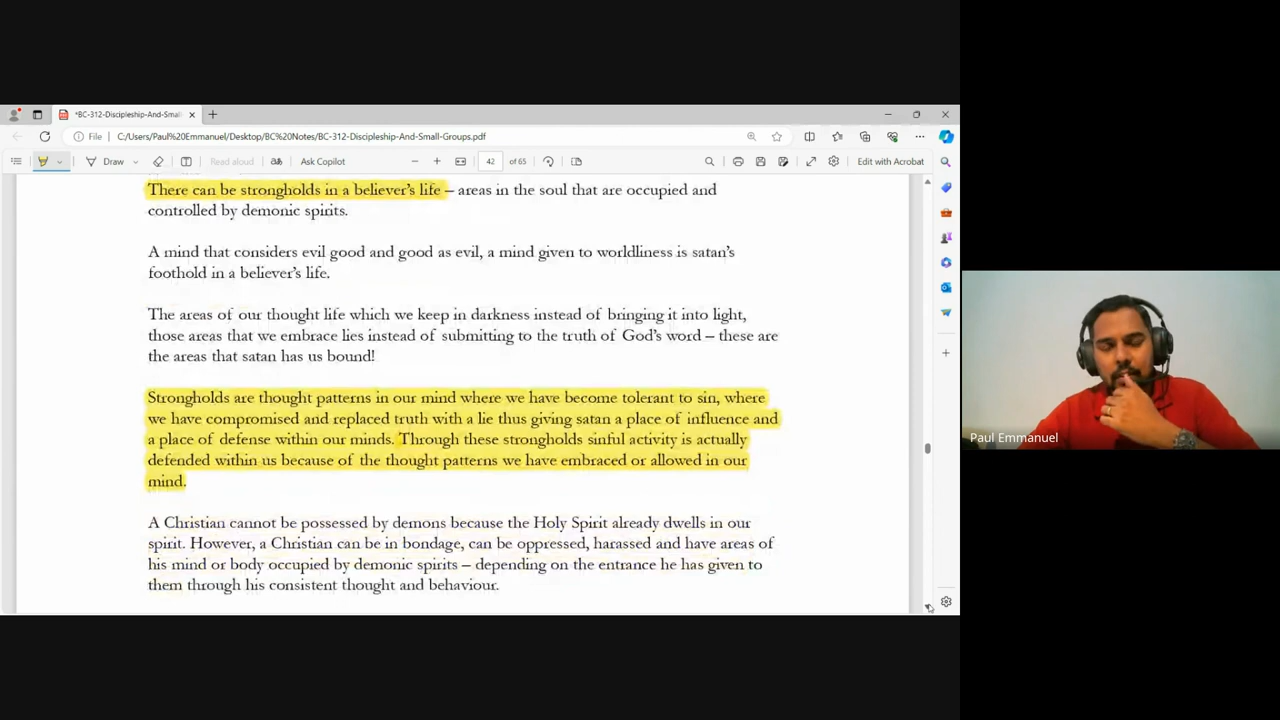 *BC-312-Discipleship-And-Small-
File
C:/Users/Paul%20Emmanuel/Desktop/BC%20Notes/BC-312-Discipleship-And-Small-Groups.pdf
Draw
Read aloud
Ask Copilot
42
of 65
Edit with Acrobat
There can be strongholds in a believer's life – areas in the soul that are occupied and
controlled by demonic spirits.
A mind that considers evil good and good as evil, a mind given to worldliness is satan's
foothold in a believer's life.
The areas of our thought life which we keep in darkness instead of bringing it into light,
those areas that we embrace lies instead of submitting to the truth of God's word – these are
the areas that satan has us bound!
Strongholds are thought patterns in our mind where we have become tolerant to sin, where
we have compromised and replaced truth with a lie thus giving satan a place of influence and
a place of defense within our minds. Through these strongholds sinful activity is actually
defended within us because of the thought patterns we have embraced or allowed in our
mind.
A Christian cannot be possessed by demons because the Holy Spirit already dwells in our
spirit. However, a Christian can be in bondage, can be oppressed, harassed and have areas of
his mind or body occupied by demonic spirits – depending on the entrance he has given to
them through his consistent thought and behaviour.
Paul Emmanuel